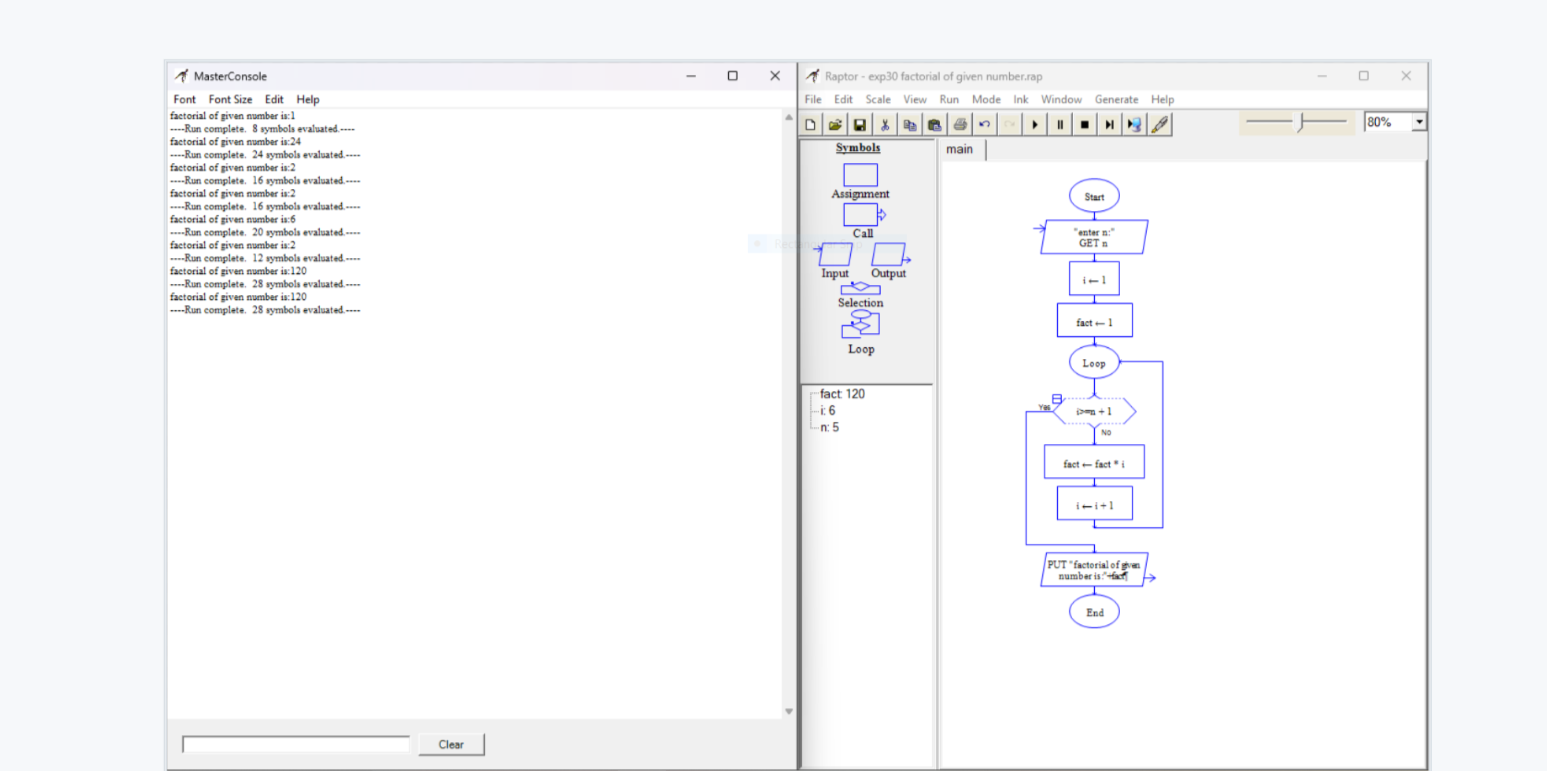 MasterConsole
Font Font Size Edit Help
factorial of given number is:1
----Run complete. 8 symbols evaluated.----
factorial of given number is:24
----Run complete. 24 symbols evaluated.----
factorial of given number is:2
----Run complete. 16 symbols evaluated.----
factorial of given number is:2
----Run complete. 16 symbols evaluated.----
factorial of given number is:6
----Run complete. 20 symbols evaluated.----
factorial of given number is:2
----Run complete. 12 symbols evaluated.----
factorial of given number is:120
----Run complete. 28 symbols evaluated.----
factorial of given number is:120
----Run complete. 28 symbols evaluated.----
Clear
Raptor - exp30 factorial of given number.rap
File Edit Scale View Run Mode Ink Window Generate Help
80%
Symbols
Assignment
Call
Input Output
Selection
Loop
fact: 120
i: 6
n: 5
main
Start
"enter n:"
GET n
i ← 1
fact ← 1
Loop
i>=n + 1
Yes
No
fact ← fact * i
i ← i + 1
PUT "factorial of given
number is:"+fact¶
End